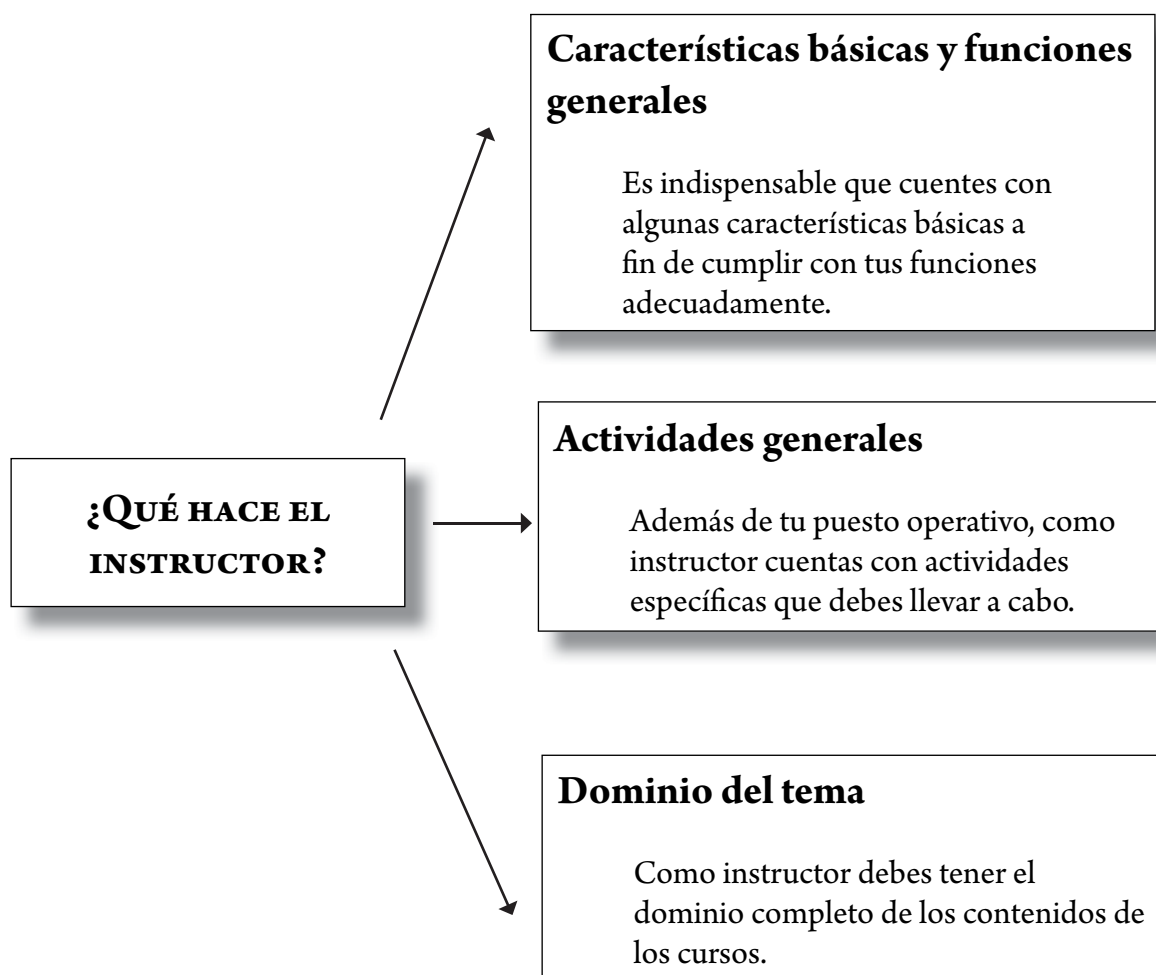 Características básicas y funciones
generales
Es indispensable que cuentes con
algunas características básicas a
fin de cumplir con tus funciones
adecuadamente.
Actividades generales
¿QUÉ HACE EL
INSTRUCTOR?
Además de tu puesto operativo, como
instructor cuentas con actividades
específicas que debes llevar a cabo.
Dominio del tema
Como instructor debes tener el
dominio completo de los contenidos de
los cursos.